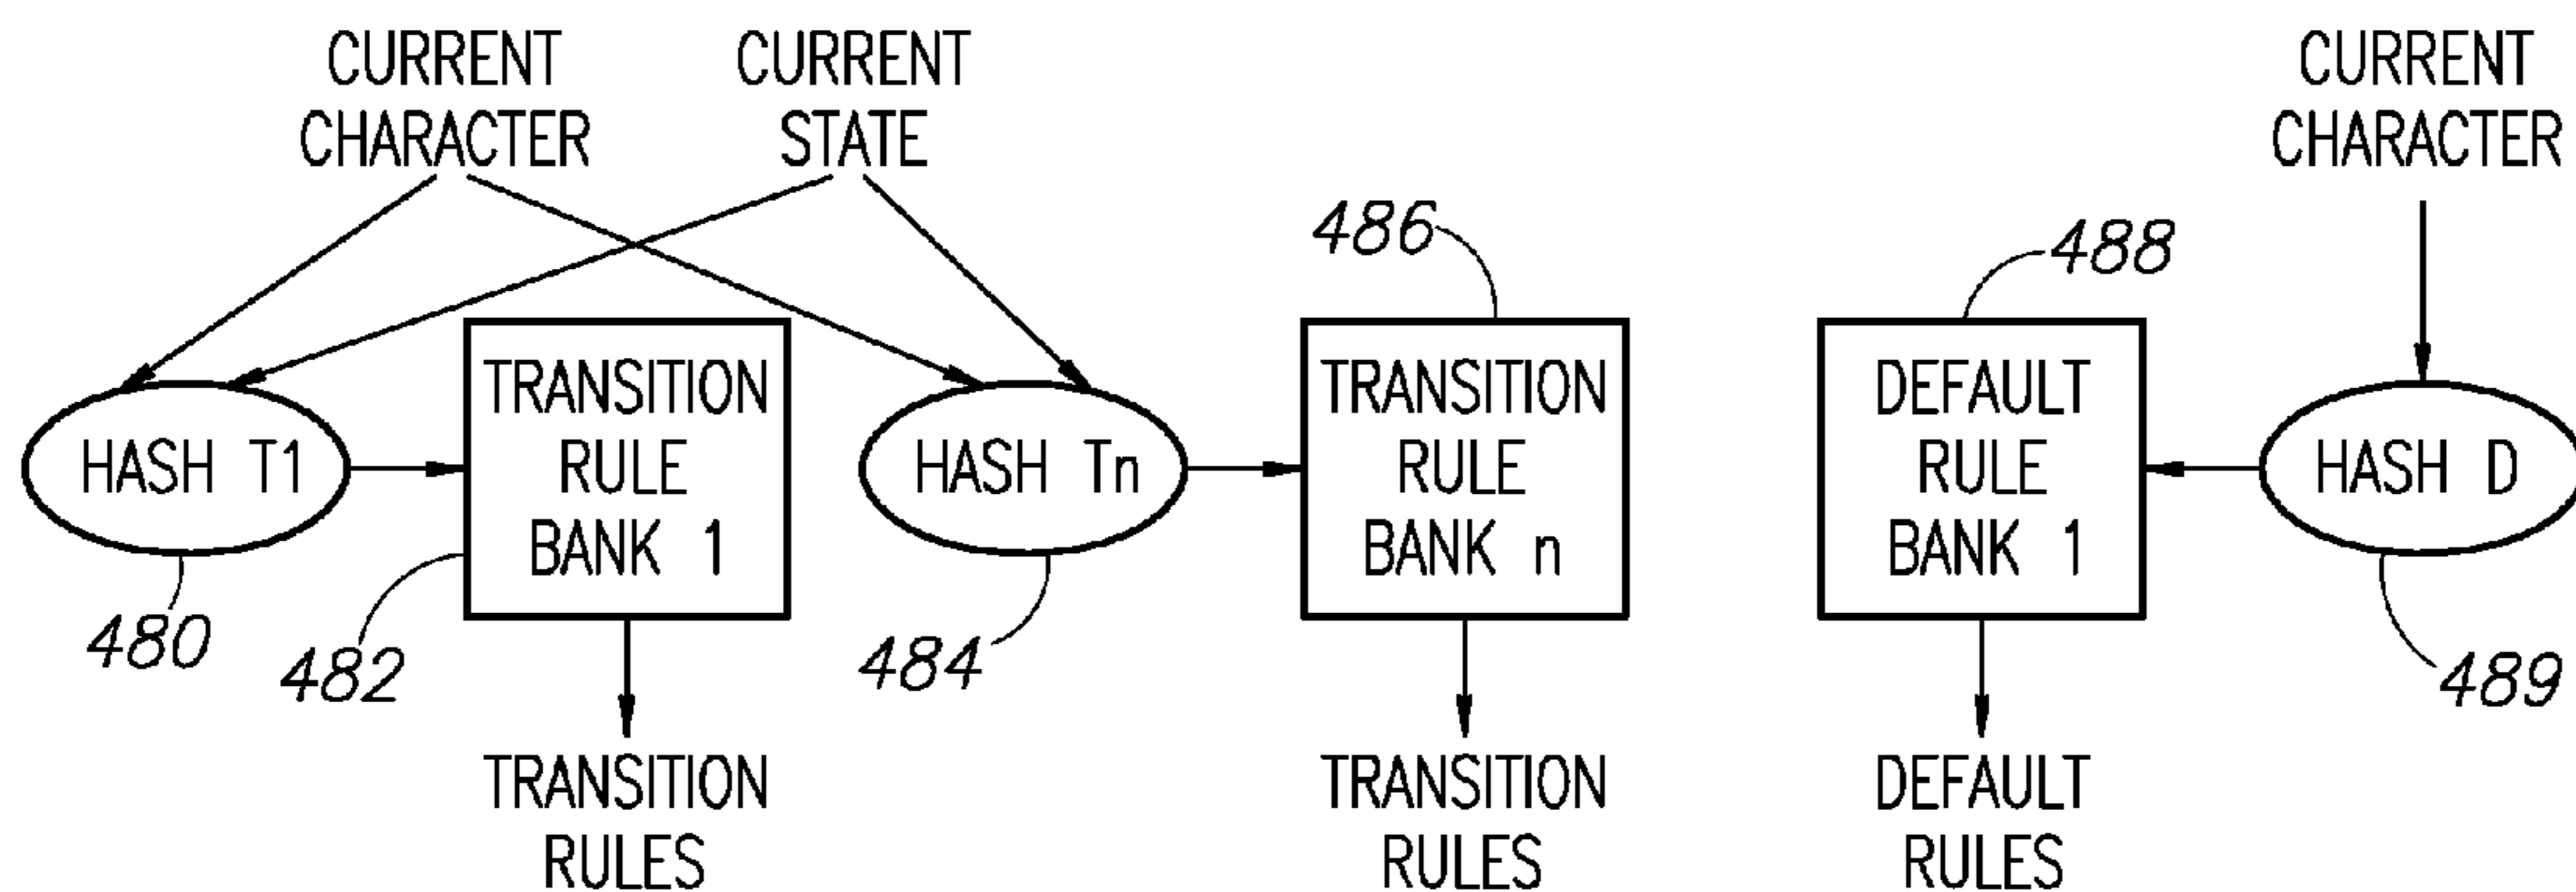 CURRENT
CHARACTER
CURRENT
STATE
CURRENT
CHARACTER
486
488
HASH T1
TRANSITION
RULE
BANK 1
HASH Tn
TRANSITION
RULE
BANK n
DEFAULT
RULE
BANK 1
HASH D
480
482
484
489
TRANSITION
RULES
TRANSITION
RULES
DEFAULT
RULES